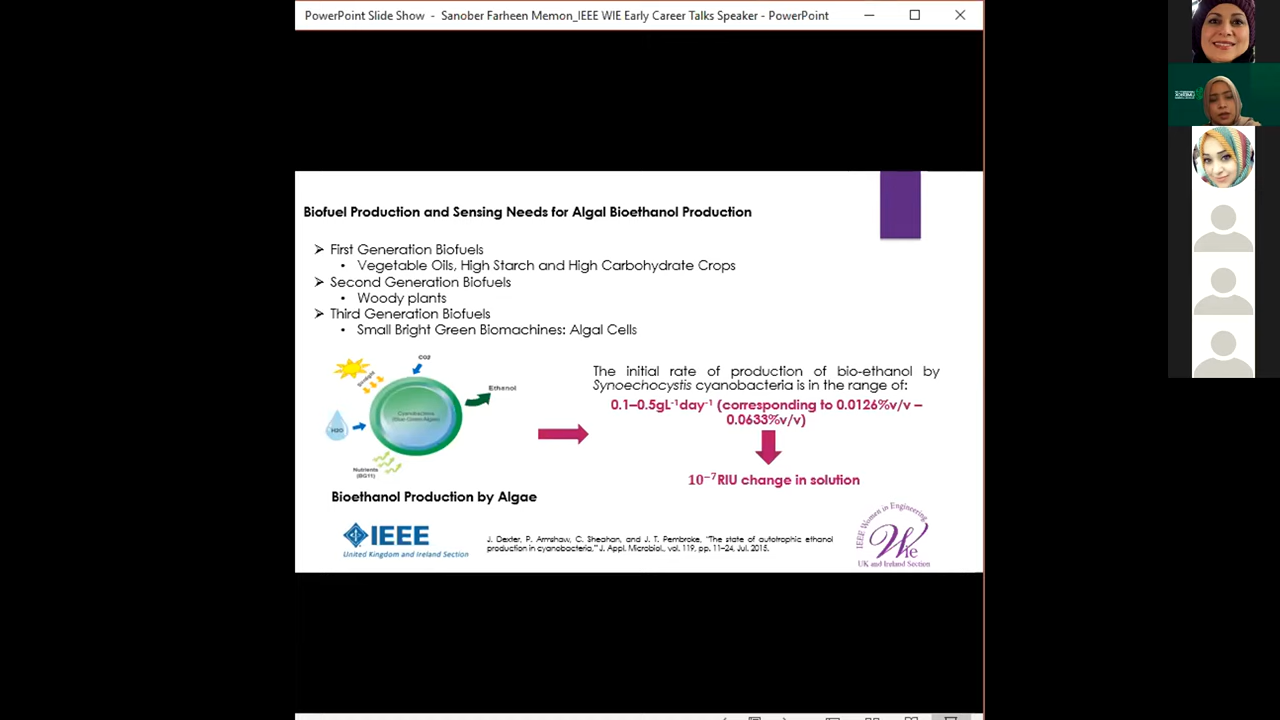 PowerPoint Slide Show - Sanober Farheen Memon_IEEE WIE Early Career Talks Speaker - PowerPoint
Biofuel Production and Sensing Needs for Algal Bioethanol Production
➢ First Generation Biofuels
• Vegetable Oils, High Starch and High Carbohydrate Crops
➢ Second Generation Biofuels
• Woody plants
➢ Third Generation Biofuels
• Small Bright Green Biomachines: Algal Cells
CO2
Sunlight
Ethanol
Cyanobacteria
(Blue Green Algae)
H2O
Nutrients
(BG11)
Bioethanol Production by Algae
The initial rate of production of bio-ethanol by
Synoechocystis cyanobacteria is in the range of:
0.1–0.5gL⁻¹day⁻¹ (corresponding to 0.0126%v/v –
0.0633%v/v)
10⁻⁷RIU change in solution
IEEE
United Kingdom and Ireland Section
J. Dexter, P. Armshaw, C. Sheahan, and J. T. Pembroke, “The state of autotrophic ethanol
production in cyanobacteria,” J. Appl. Microbiol., vol. 119, pp. 11–24, Jul. 2015.
IEEE Women in Engineering
Wie
UK and Ireland Section